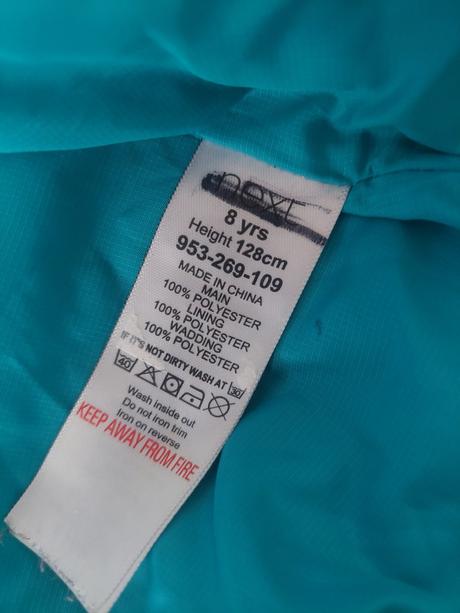 next
8 yrs
Height 128cm
953-269-109
MADE IN CHINA
MAIN
100% POLYESTER
LINING
100% POLYESTER
WADDING
100% POLYESTER
IF IT'S NOT DIRTY WASH AT 30
40
Wash inside out
Do not iron trim
Iron on reverse
KEEP AWAY FROM FIRE